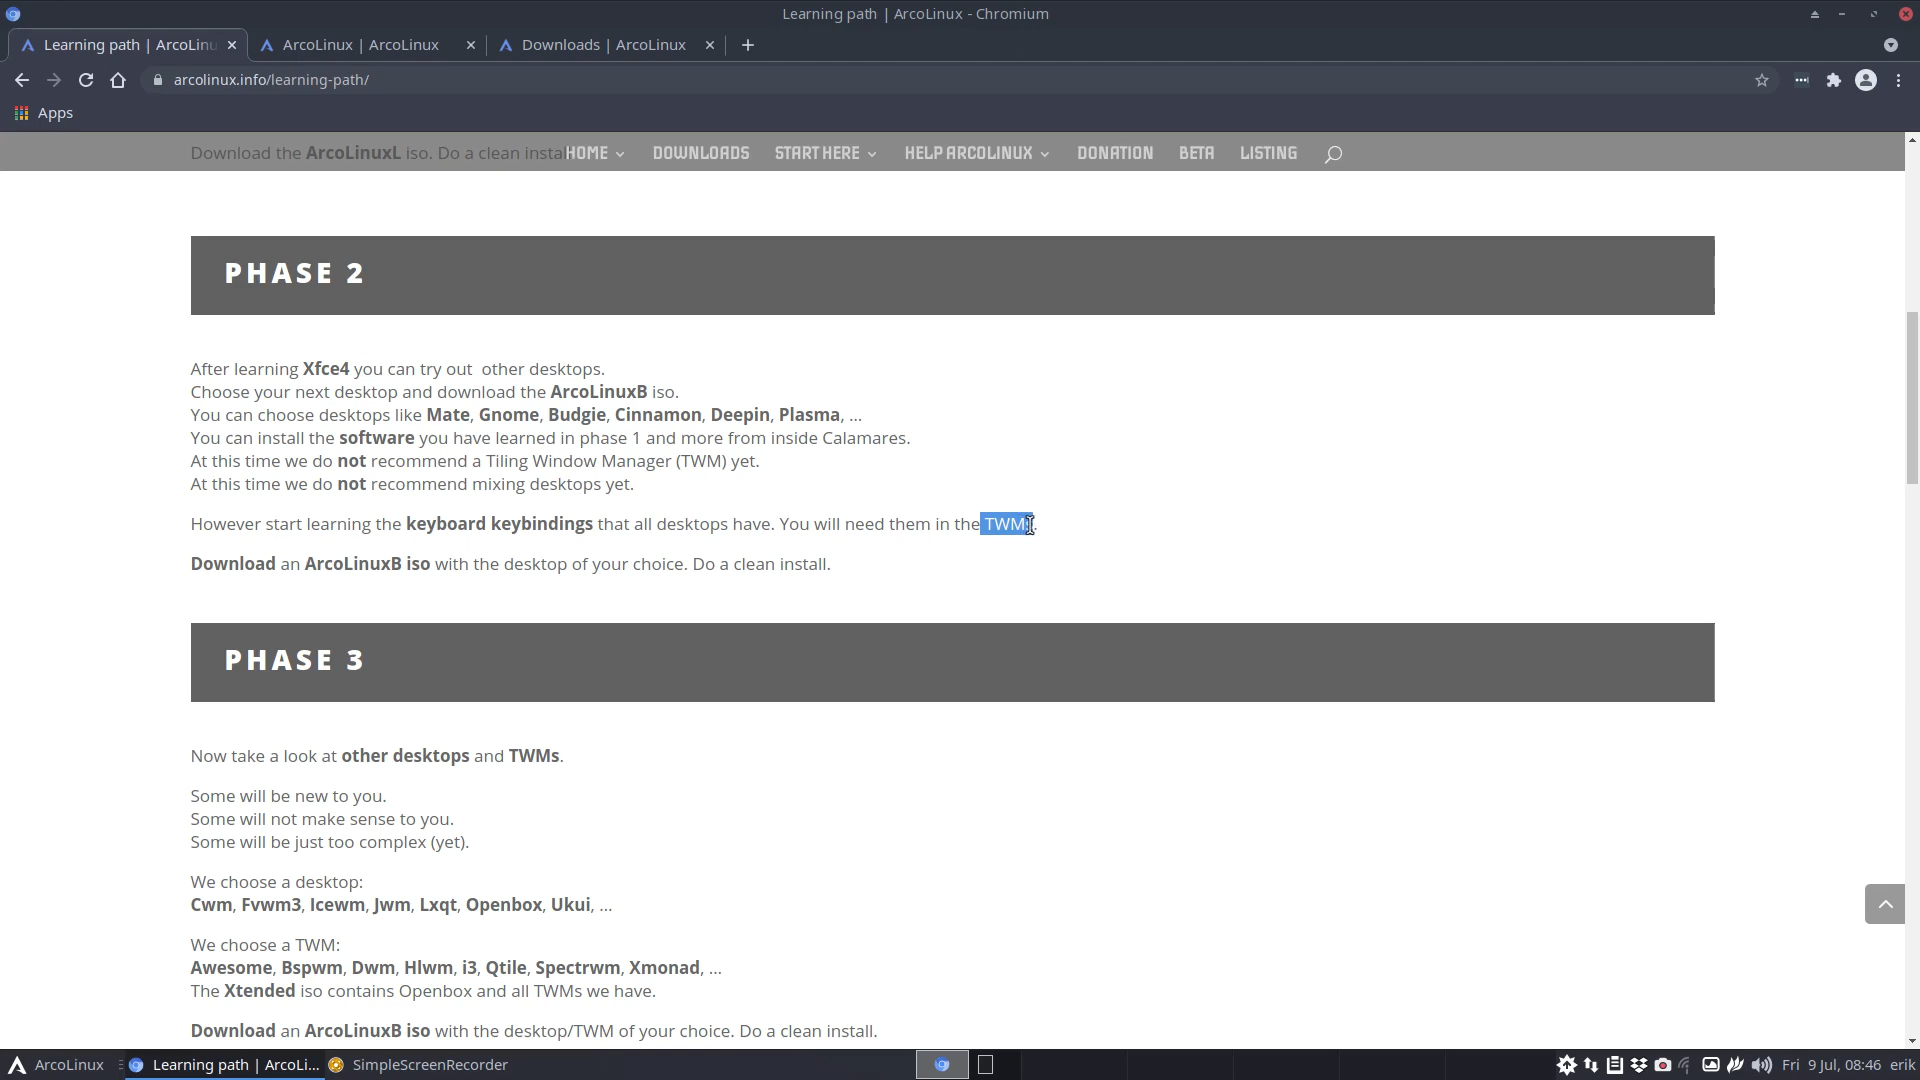 Learning path | ArcoLinux - Chromium
Learning path | ArcoLinu
ArcoLinux | ArcoLinux
Downloads | ArcoLinux
arcolinux.info/learning-path/
Apps
Download the ArcoLinuxL iso. Do a clean instal
HOME DOWNLOADS START HERE HELP ARCOLINUX DONATION BETA LISTING
PHASE 2
After learning Xfce4 you can try out  other desktops.
Choose your next desktop and download the ArcoLinuxB iso.
You can choose desktops like Mate, Gnome, Budgie, Cinnamon, Deepin, Plasma, ...
You can install the software you have learned in phase 1 and more from inside Calamares.
At this time we do not recommend a Tiling Window Manager (TWM) yet.
At this time we do not recommend mixing desktops yet.
However start learning the keyboard keybindings that all desktops have. You will need them in the TWMs.
Download an ArcoLinuxB iso with the desktop of your choice. Do a clean install.
PHASE 3
Now take a look at other desktops and TWMs.
Some will be new to you.
Some will not make sense to you.
Some will be just too complex (yet).
We choose a desktop:
Cwm, Fvwm3, Icewm, Jwm, Lxqt, Openbox, Ukui, ...
We choose a TWM:
Awesome, Bspwm, Dwm, Hlwm, i3, Qtile, Spectrwm, Xmonad, ...
The Xtended iso contains Openbox and all TWMs we have.
Download an ArcoLinuxB iso with the desktop/TWM of your choice. Do a clean install.
ArcoLinux
Learning path | ArcoLi...
SimpleScreenRecorder
Fri  9 Jul, 08:46 erik